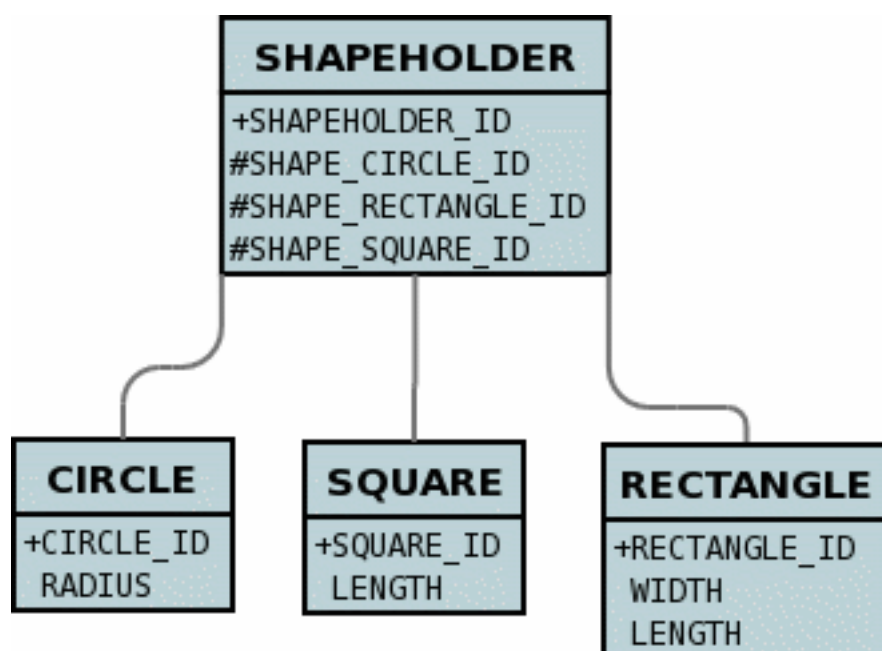 SHAPEHOLDER
+SHAPEHOLDER_ID
#SHAPE_CIRCLE_ID
#SHAPE_RECTANGLE_ID
#SHAPE_SQUARE_ID
CIRCLE
+CIRCLE_ID
RADIUS
SQUARE
+SQUARE_ID
LENGTH
RECTANGLE
+RECTANGLE_ID
WIDTH
LENGTH